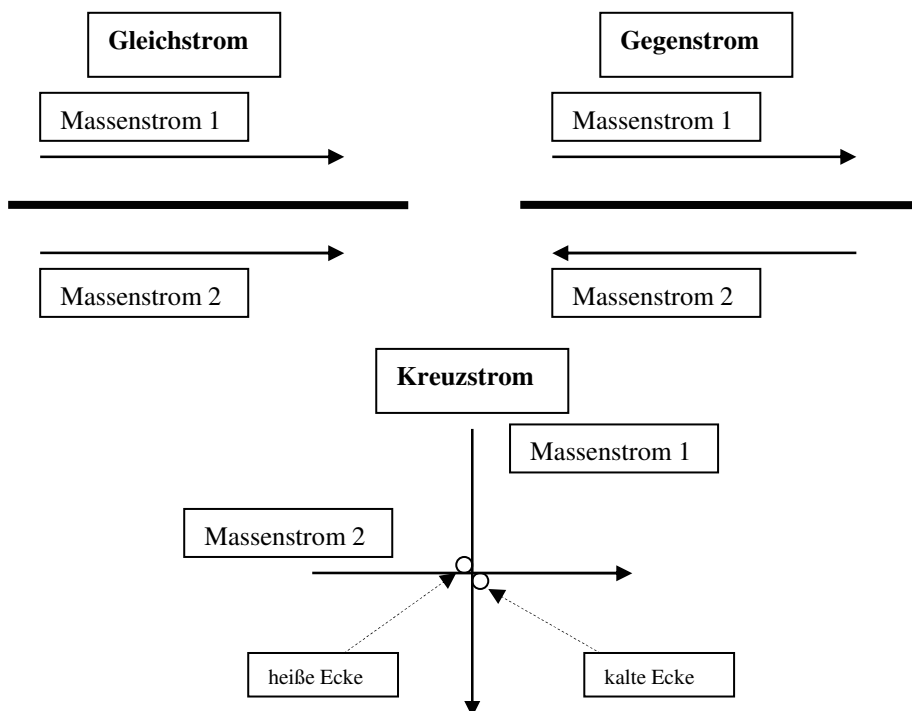 Gleichstrom
Gegenstrom
Massenstrom 1
Massenstrom 1
Massenstrom 2
Massenstrom 2
Kreuzstrom
Massenstrom 1
Massenstrom 2
heiße Ecke
kalte Ecke